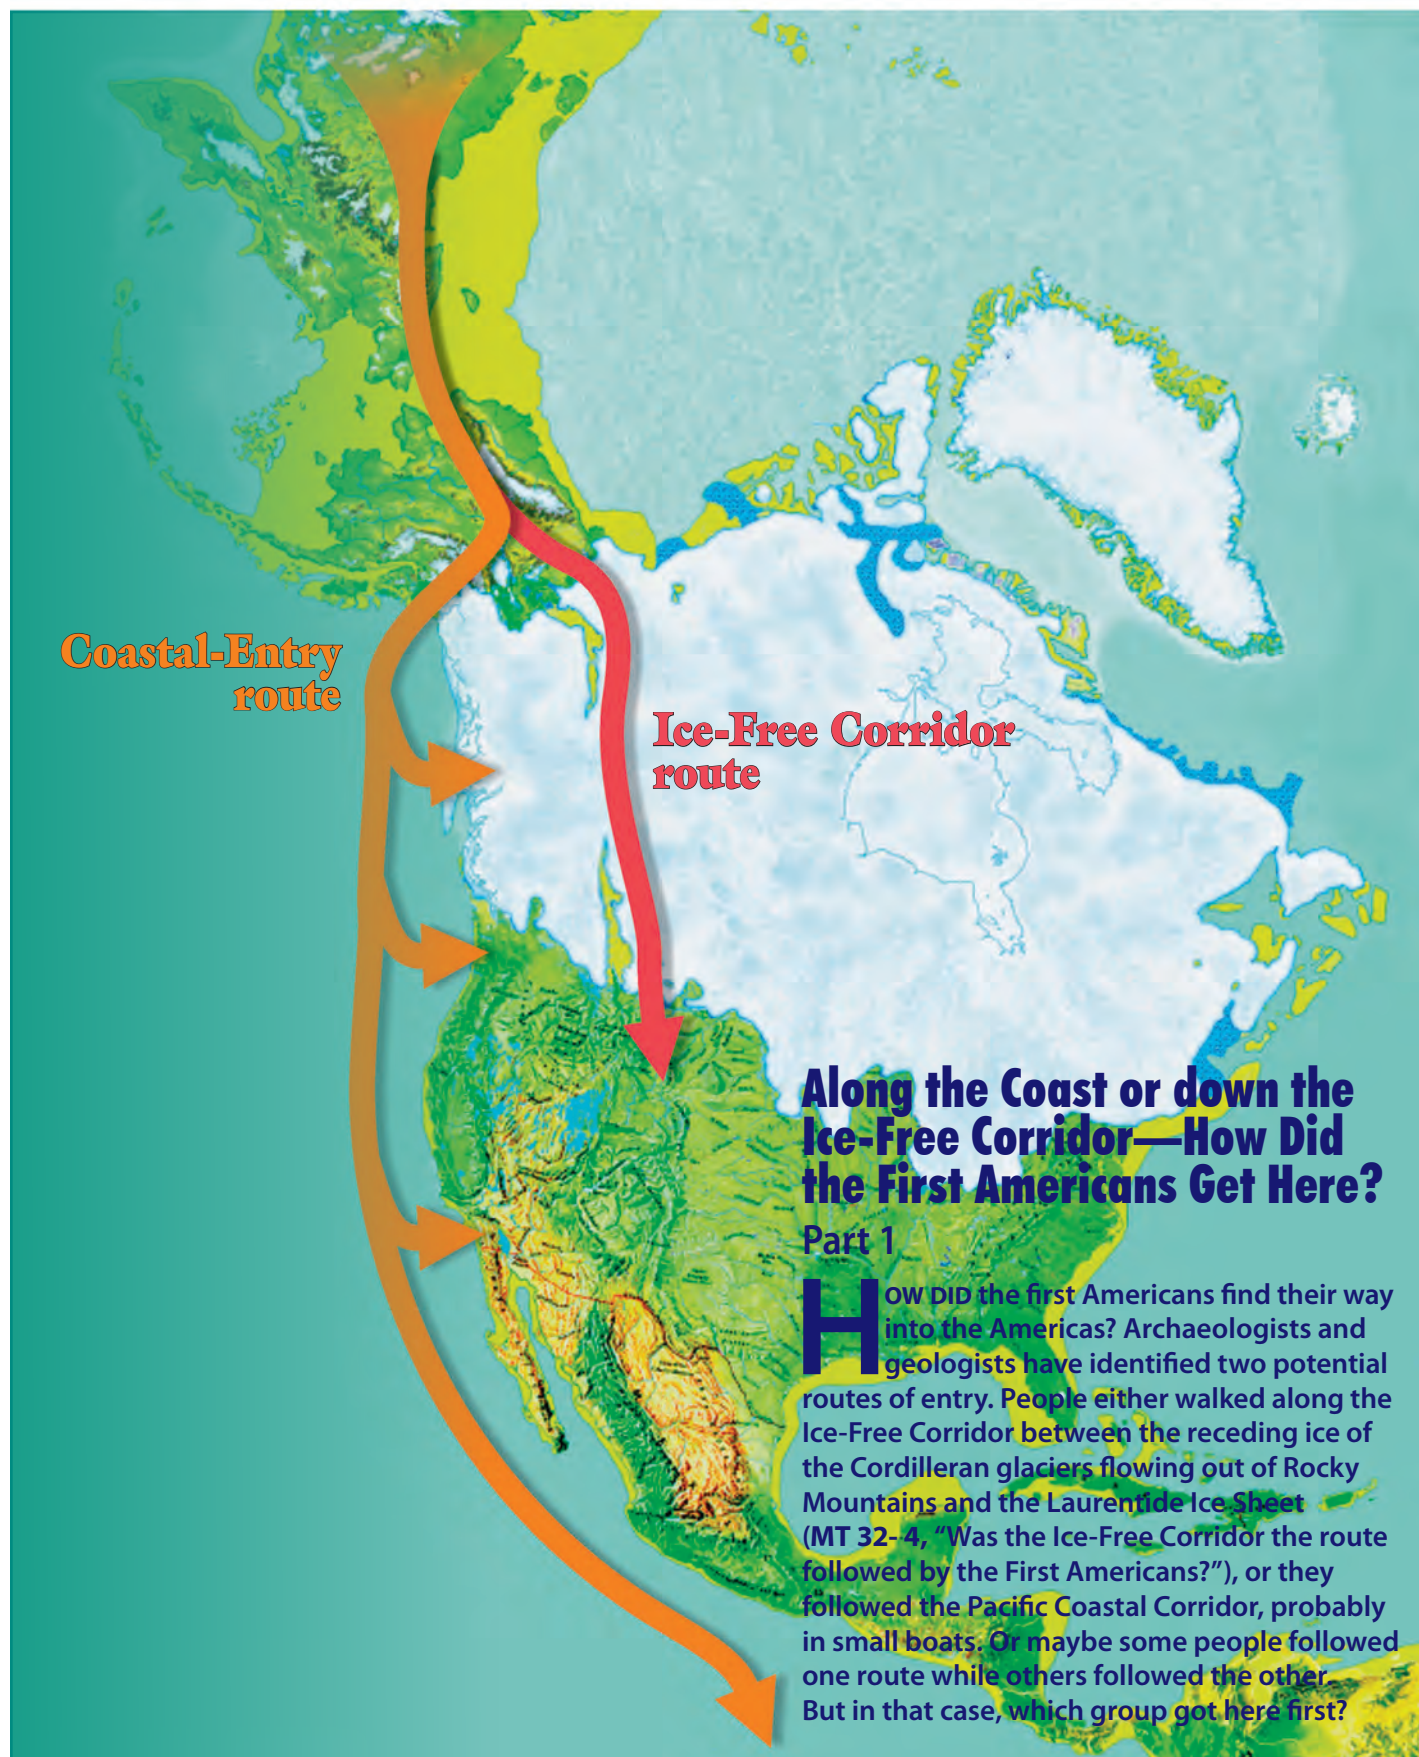 Coastal-Entry
route
Ice-Free Corridor
route
Along the Coast or down the
Ice-Free Corridor—How Did
the First Americans Get Here?
Part 1
HOW DID the first Americans find their way
into the Americas? Archaeologists and
geologists have identified two potential
routes of entry. People either walked along the
Ice-Free Corridor between the receding ice of
the Cordilleran glaciers flowing out of Rocky
Mountains and the Laurentide Ice Sheet
(MT 32-4, “Was the Ice-Free Corridor the route
followed by the First Americans?”), or they
followed the Pacific Coastal Corridor, probably
in small boats. Or maybe some people followed
one route while others followed the other.
But in that case, which group got here first?